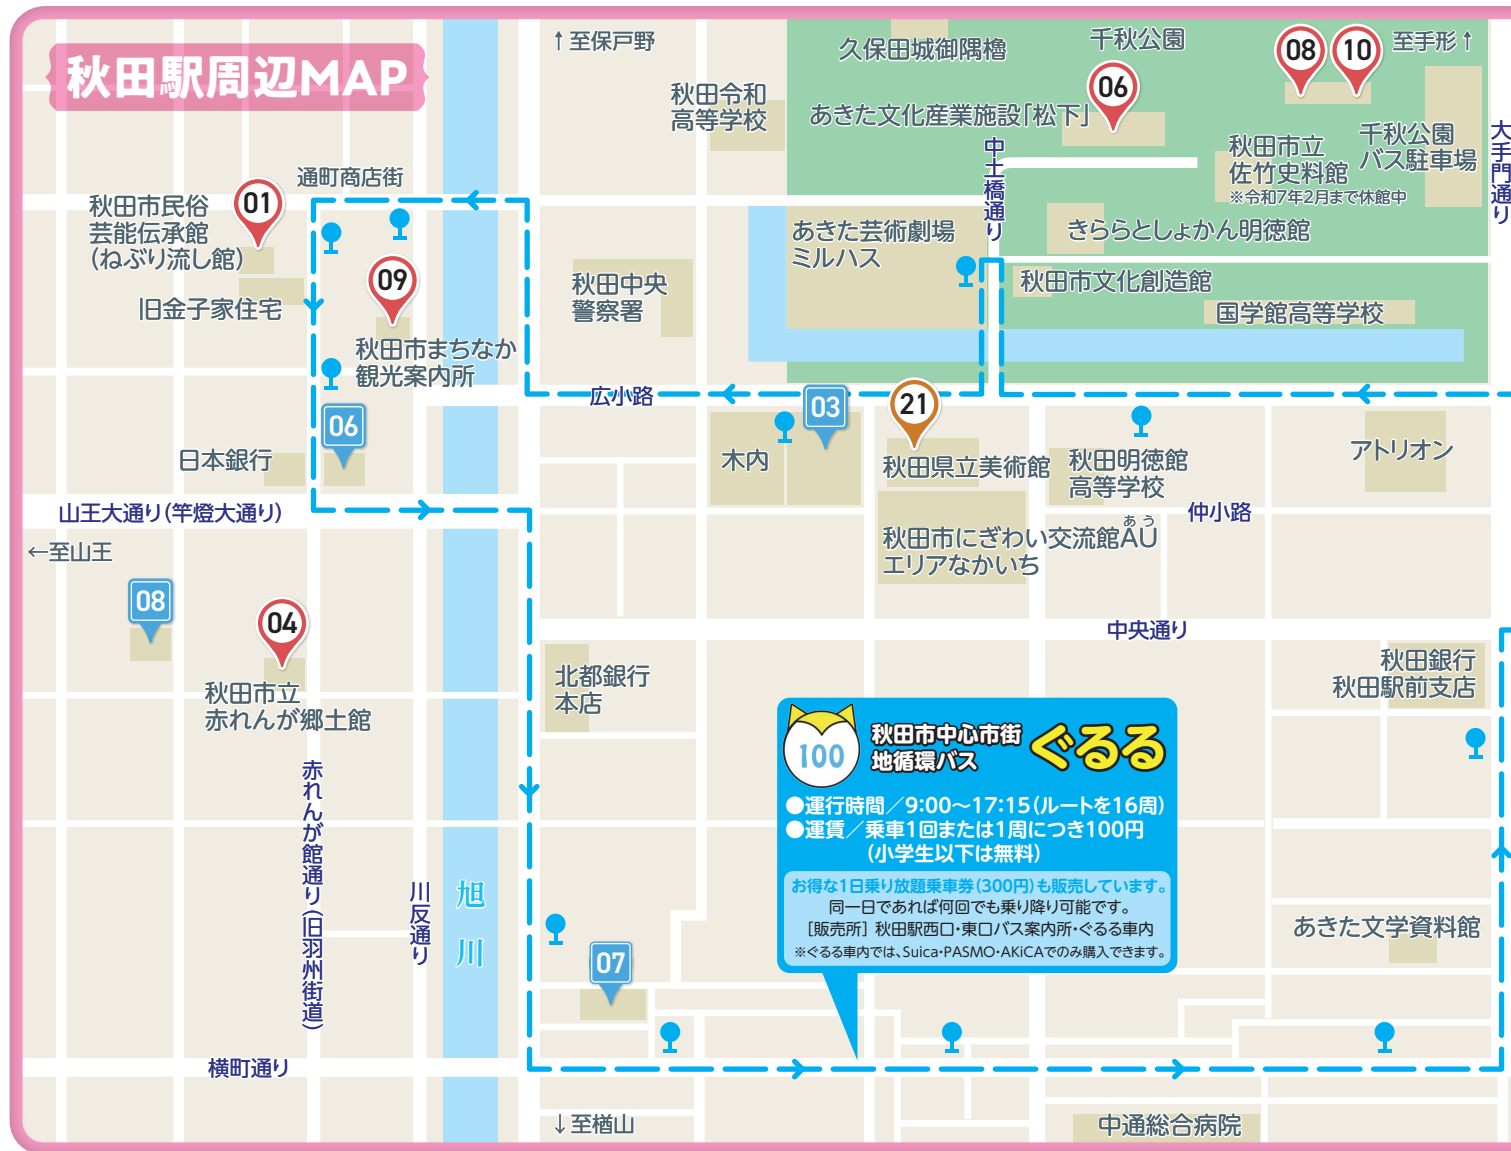 秋田駅周辺MAP
↑至保戸野
久保田城御隅櫓
千秋公園
08
10
至手形↑
06
秋田令和
高等学校
あきた文化産業施設「松下」
中土橋通り
秋田市立
佐竹史料館
※令和7年2月まで休館中
千秋公園
バス駐車場
大手門通り
通町商店街
01
秋田市民俗
芸能伝承館
(ねぶり流し館)
あきた芸術劇場
ミルハス
きららとしょかん明徳館
09
秋田中央
警察署
秋田市文化創造館
旧金子家住宅
国学館高等学校
秋田市まちなか
観光案内所
広小路
03
21
06
日本銀行
木内
秋田県立美術館
秋田明徳館
高等学校
アトリオン
山王大通り(竿燈大通り)
仲小路
あう
秋田市にぎわい交流館AU
エリアなかいち
←至山王
08
04
中央通り
秋田市立
赤れんが郷土館
北都銀行
本店
秋田銀行
秋田駅前支店
100
秋田市中心市街
地循環バス
ぐるる
●運行時間／9:00〜17:15(ルートを16周)
●運賃／乗車1回または1周につき100円
(小学生以下は無料)
お得な1日乗り放題乗車券(300円)も販売しています。
同一日であれば何回でも乗り降り可能です。
[販売所] 秋田駅西口・東口バス案内所・ぐるる車内
※ぐるる車内では、Suica・PASMO・AKiCAでのみ購入できます。
赤れんが館通り(旧羽州街道)
川反通り
旭川
あきた文学資料館
07
横町通り
↓至楢山
中通総合病院